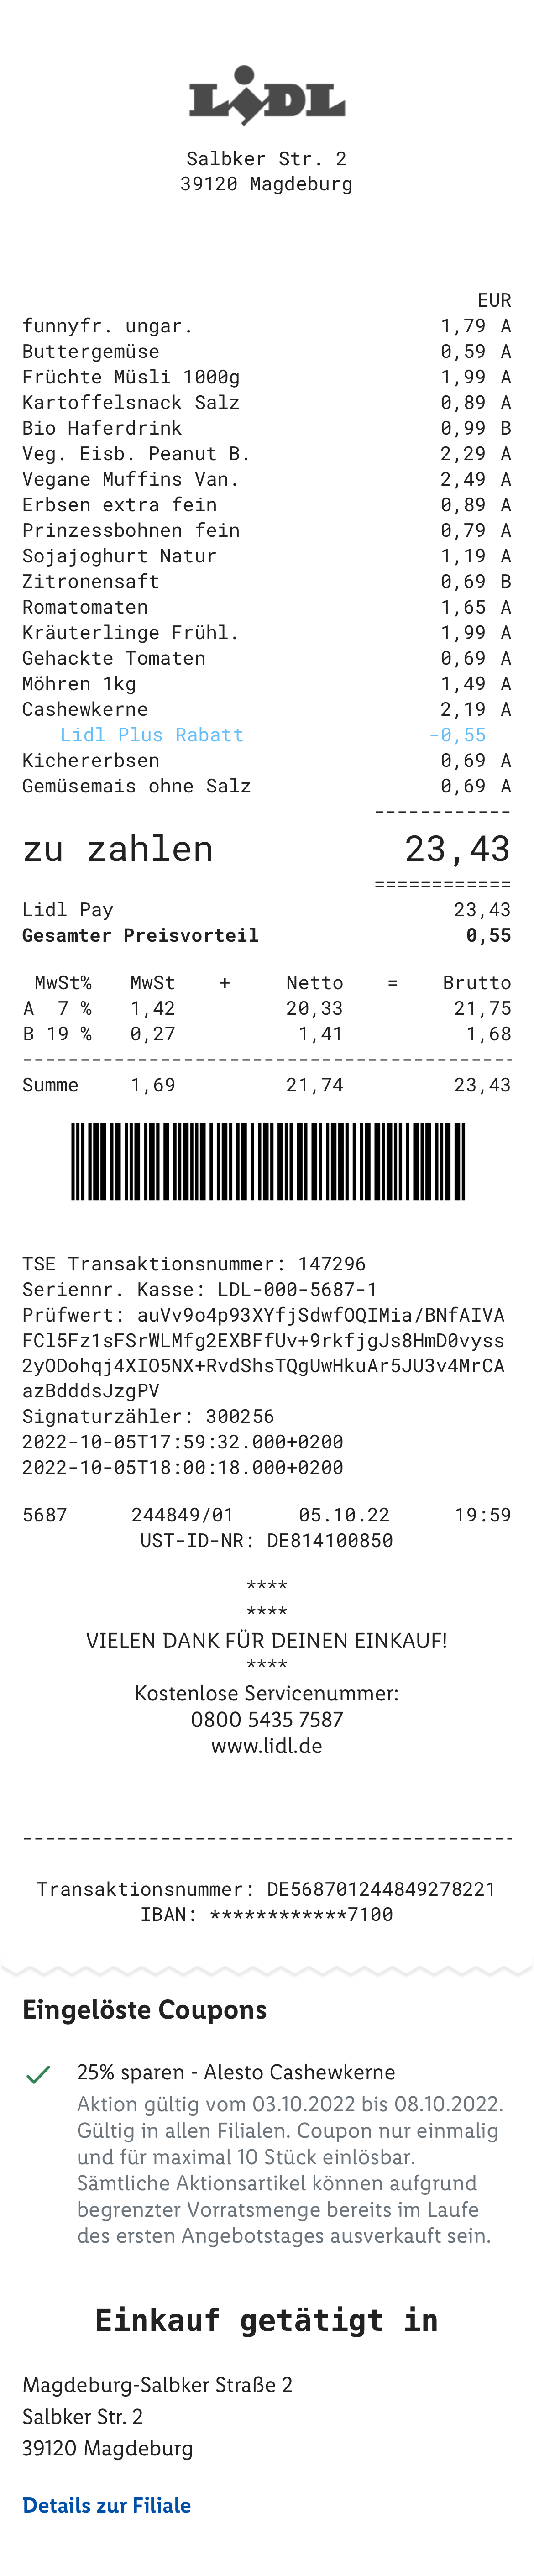 LIDL
Salbker Str. 2
39120 Magdeburg
EUR
funnyfr. ungar. 1,79 A
Buttergemüse 0,59 A
Früchte Müsli 1000g 1,99 A
Kartoffelsnack Salz 0,89 A
Bio Haferdrink 0,99 B
Veg. Eisb. Peanut B. 2,29 A
Vegane Muffins Van. 2,49 A
Erbsen extra fein 0,89 A
Prinzessbohnen fein 0,79 A
Sojajoghurt Natur 1,19 A
Zitronensaft 0,69 B
Romatomaten 1,65 A
Kräuterlinge Frühl. 1,99 A
Gehackte Tomaten 0,69 A
Möhren 1kg 1,49 A
Cashewkerne 2,19 A
Lidl Plus Rabatt -0,55
Kichererbsen 0,69 A
Gemüsemais ohne Salz 0,69 A
------------
zu zahlen 23,43
============
Lidl Pay 23,43
Gesamter Preisvorteil 0,55
MwSt% MwSt + Netto = Brutto
A 7 % 1,42 20,33 21,75
B 19 % 0,27 1,41 1,68
-------------------------------------------
Summe 1,69 21,74 23,43
TSE Transaktionsnummer: 147296
Seriennr. Kasse: LDL-000-5687-1
Prüfwert: auVv9o4p93XYfjSdwfOQIMia/BNfAIVA
FCl5Fz1sFSrWLMfg2EXBFfUv+9rkfjgJs8HmD0vyss
2yODohqj4XIO5NX+RvdShsTQgUwHkuAr5JU3v4MrCA
azBdddsJzgPV
Signaturzähler: 300256
2022-10-05T17:59:32.000+0200
2022-10-05T18:00:18.000+0200
5687 244849/01 05.10.22 19:59
UST-ID-NR: DE814100850
****
****
VIELEN DANK FÜR DEINEN EINKAUF!
****
Kostenlose Servicenummer:
0800 5435 7587
www.lidl.de
-------------------------------------------
Transaktionsnummer: DE568701244849278221
IBAN: ************7100
Eingelöste Coupons
25% sparen - Alesto Cashewkerne
Aktion gültig vom 03.10.2022 bis 08.10.2022.
Gültig in allen Filialen. Coupon nur einmalig
und für maximal 10 Stück einlösbar.
Sämtliche Aktionsartikel können aufgrund
begrenzter Vorratsmenge bereits im Laufe
des ersten Angebotstages ausverkauft sein.
Einkauf getätigt in
Magdeburg-Salbker Straße 2
Salbker Str. 2
39120 Magdeburg
Details zur Filiale